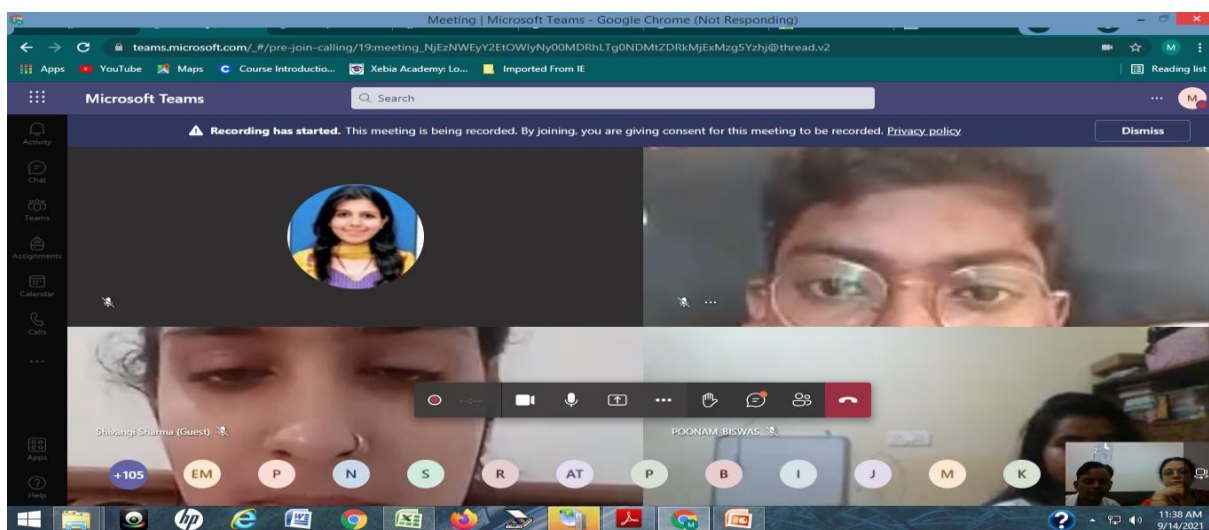 Meeting | Microsoft Teams - Google Chrome (Not Responding)
teams.microsoft.com/_#/pre-join-calling/19:meeting_NjEzNWEyY2EtOWIyNy00MDRhLTg0NDMtZDRkMjExMzg5Yzhj@thread.v2
M
Apps YouTube Maps Course Introductio... Xebia Academy: Lo... Imported From IE Reading list
Microsoft Teams Search M
Recording has started. This meeting is being recorded. By joining, you are giving consent for this meeting to be recorded. Privacy policy Dismiss
Activity
Chat
Teams
Assignments
Calendar
Calls
Shivangi Sharma (Guest) POONAM BISWAS
+105 EM P N S R AT P B I J M K
Apps
Help
hp
11:38 AM
9/14/2021